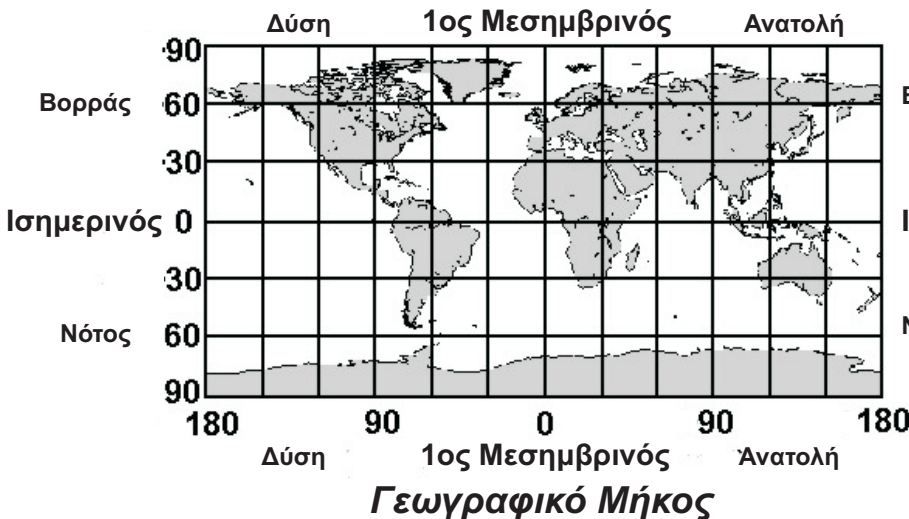 Δύση 1ος Μεσημβρινός Ανατολή
90
Βορράς 60
30
Ισημερινός 0
30
Νότος 60
90
180 90 0 90 180
Δύση 1ος Μεσημβρινός Ανατολή
Γεωγραφικό Μήκος